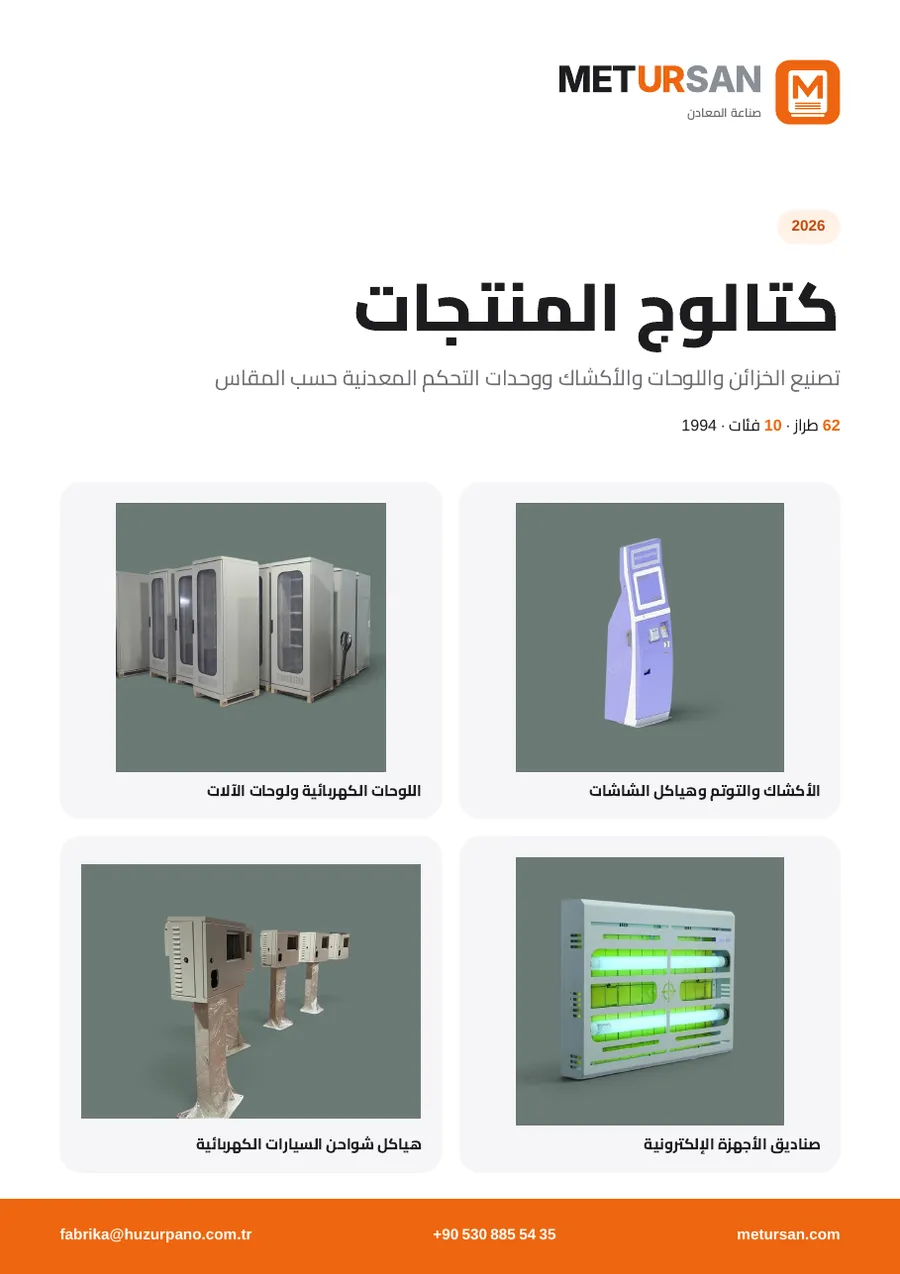 METURSAN
صناعة المعادن
2026
كتالوج المنتجات
تصنيع الخزائن واللوحات والأكشاك ووحدات التحكم المعدنية حسب المقاس
62 طراز · 10 فئات · 1994
الأكشاك والتوتم وهياكل الشاشات
اللوحات الكهربائية ولوحات الآلات
صناديق الأجهزة الإلكترونية
هياكل شواحن السيارات الكهربائية
metursan.com
+90 530 885 54 35
fabrika@huzurpano.com.tr